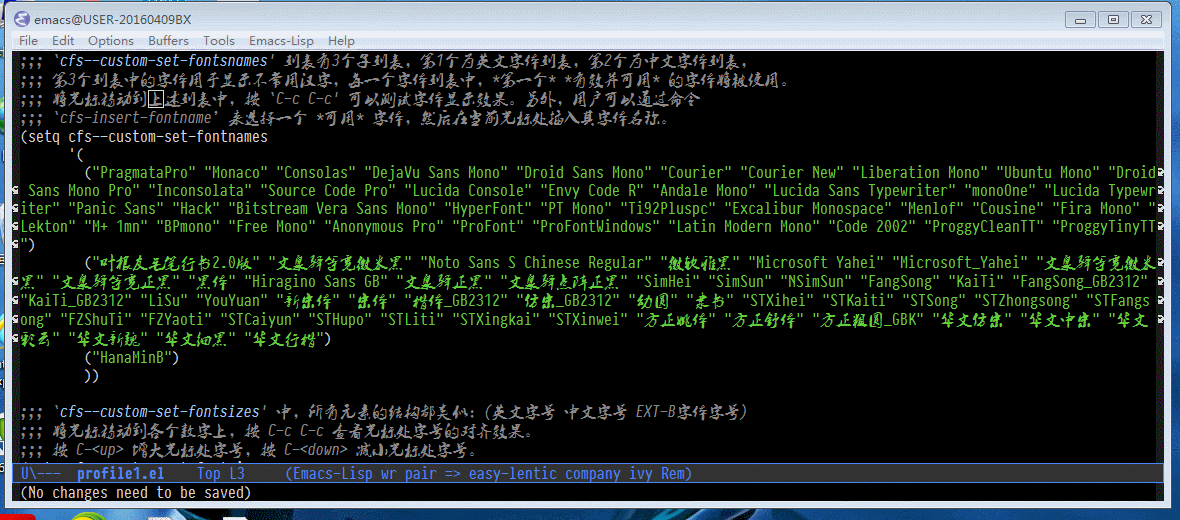 emacs@USER-20160409BX
File Edit Options Buffers Tools Emacs-Lisp Help
;;; `cfs--custom-set-fontsnames' 列表有3个子列表，第1个为英文字体列表，第2个为中文字体列表，
;;; 第3个列表中的字体用于显示不常用汉字，每一个字体列表中，*第一个* *有效并可用* 的字体将被使用。
;;; 将光标移动到上述列表中，按 `C-c C-c' 可以测试字体显示效果。另外，用户可以通过命令
;;; `cfs-insert-fontname’ 来选择一个 *可用* 字体，然后在当前光标处插入其字体名称。
(setq cfs--custom-set-fontnames
'(
("PragmataPro" "Monaco" "Consolas" "DejaVu Sans Mono" "Droid Sans Mono" "Courier" "Courier New" "Liberation Mono" "Ubuntu Mono" "Droid
Sans Mono Pro" "Inconsolata" "Source Code Pro" "Lucida Console" "Envy Code R" "Andale Mono" "Lucida Sans Typewriter" "monoOne" "Lucida Typewr
iter" "Panic Sans" "Hack" "Bitstream Vera Sans Mono" "HyperFont" "PT Mono" "Ti92Pluspc" "Excalibur Monospace" "Menlof" "Cousine" "Fira Mono" "
Lekton" "M+ 1mn" "BPmono" "Free Mono" "Anonymous Pro" "ProFont" "ProFontWindows" "Latin Modern Mono" "Code 2002" "ProggyCleanTT" "ProggyTinyTT
")
("叶根友毛笔行书2.0版" "文泉驿等宽微米黑" "Noto Sans S Chinese Regular" "微软雅黑" "Microsoft Yahei" "Microsoft_Yahei" "文泉驿等宽微米
黑" "文泉驿等宽正黑" "黑体" "Hiragino Sans GB" "文泉驿正黑" "文泉驿点阵正黑" "SimHei" "SimSun" "NSimSun" "FangSong" "KaiTi" "FangSong_GB2312"
"KaiTi_GB2312" "LiSu" "YouYuan" "新宋体" "宋体" "楷体_GB2312" "仿宋_GB2312" "幼圆" "隶书" "STXihei" "STKaiti" "STSong" "STZhongsong" "STFangs
ong" "FZShuTi" "FZYaoti" "STCaiyun" "STHupo" "STLiti" "STXingkai" "STXinwei" "方正姚体" "方正舒体" "方正粗圆_GBK" "华文仿宋" "华文中宋" "华文
彩云" "华文新魏" "华文细黑" "华文行楷")
("HanaMinB")
))
;;; `cfs--custom-set-fontsizes' 中，所有元素的结构都类似：(英文字号 中文字号 EXT-B字体字号)
;;; 将光标移动到各个数字上，按 C-c C-c 查看光标处字号的对齐效果。
;;; 按 C-<up> 增大光标处字号，按 C-<down> 减小光标处字号。
U\--- profile1.el Top L3 (Emacs-Lisp wr pair => easy-lentic company ivy Rem)
(No changes need to be saved)